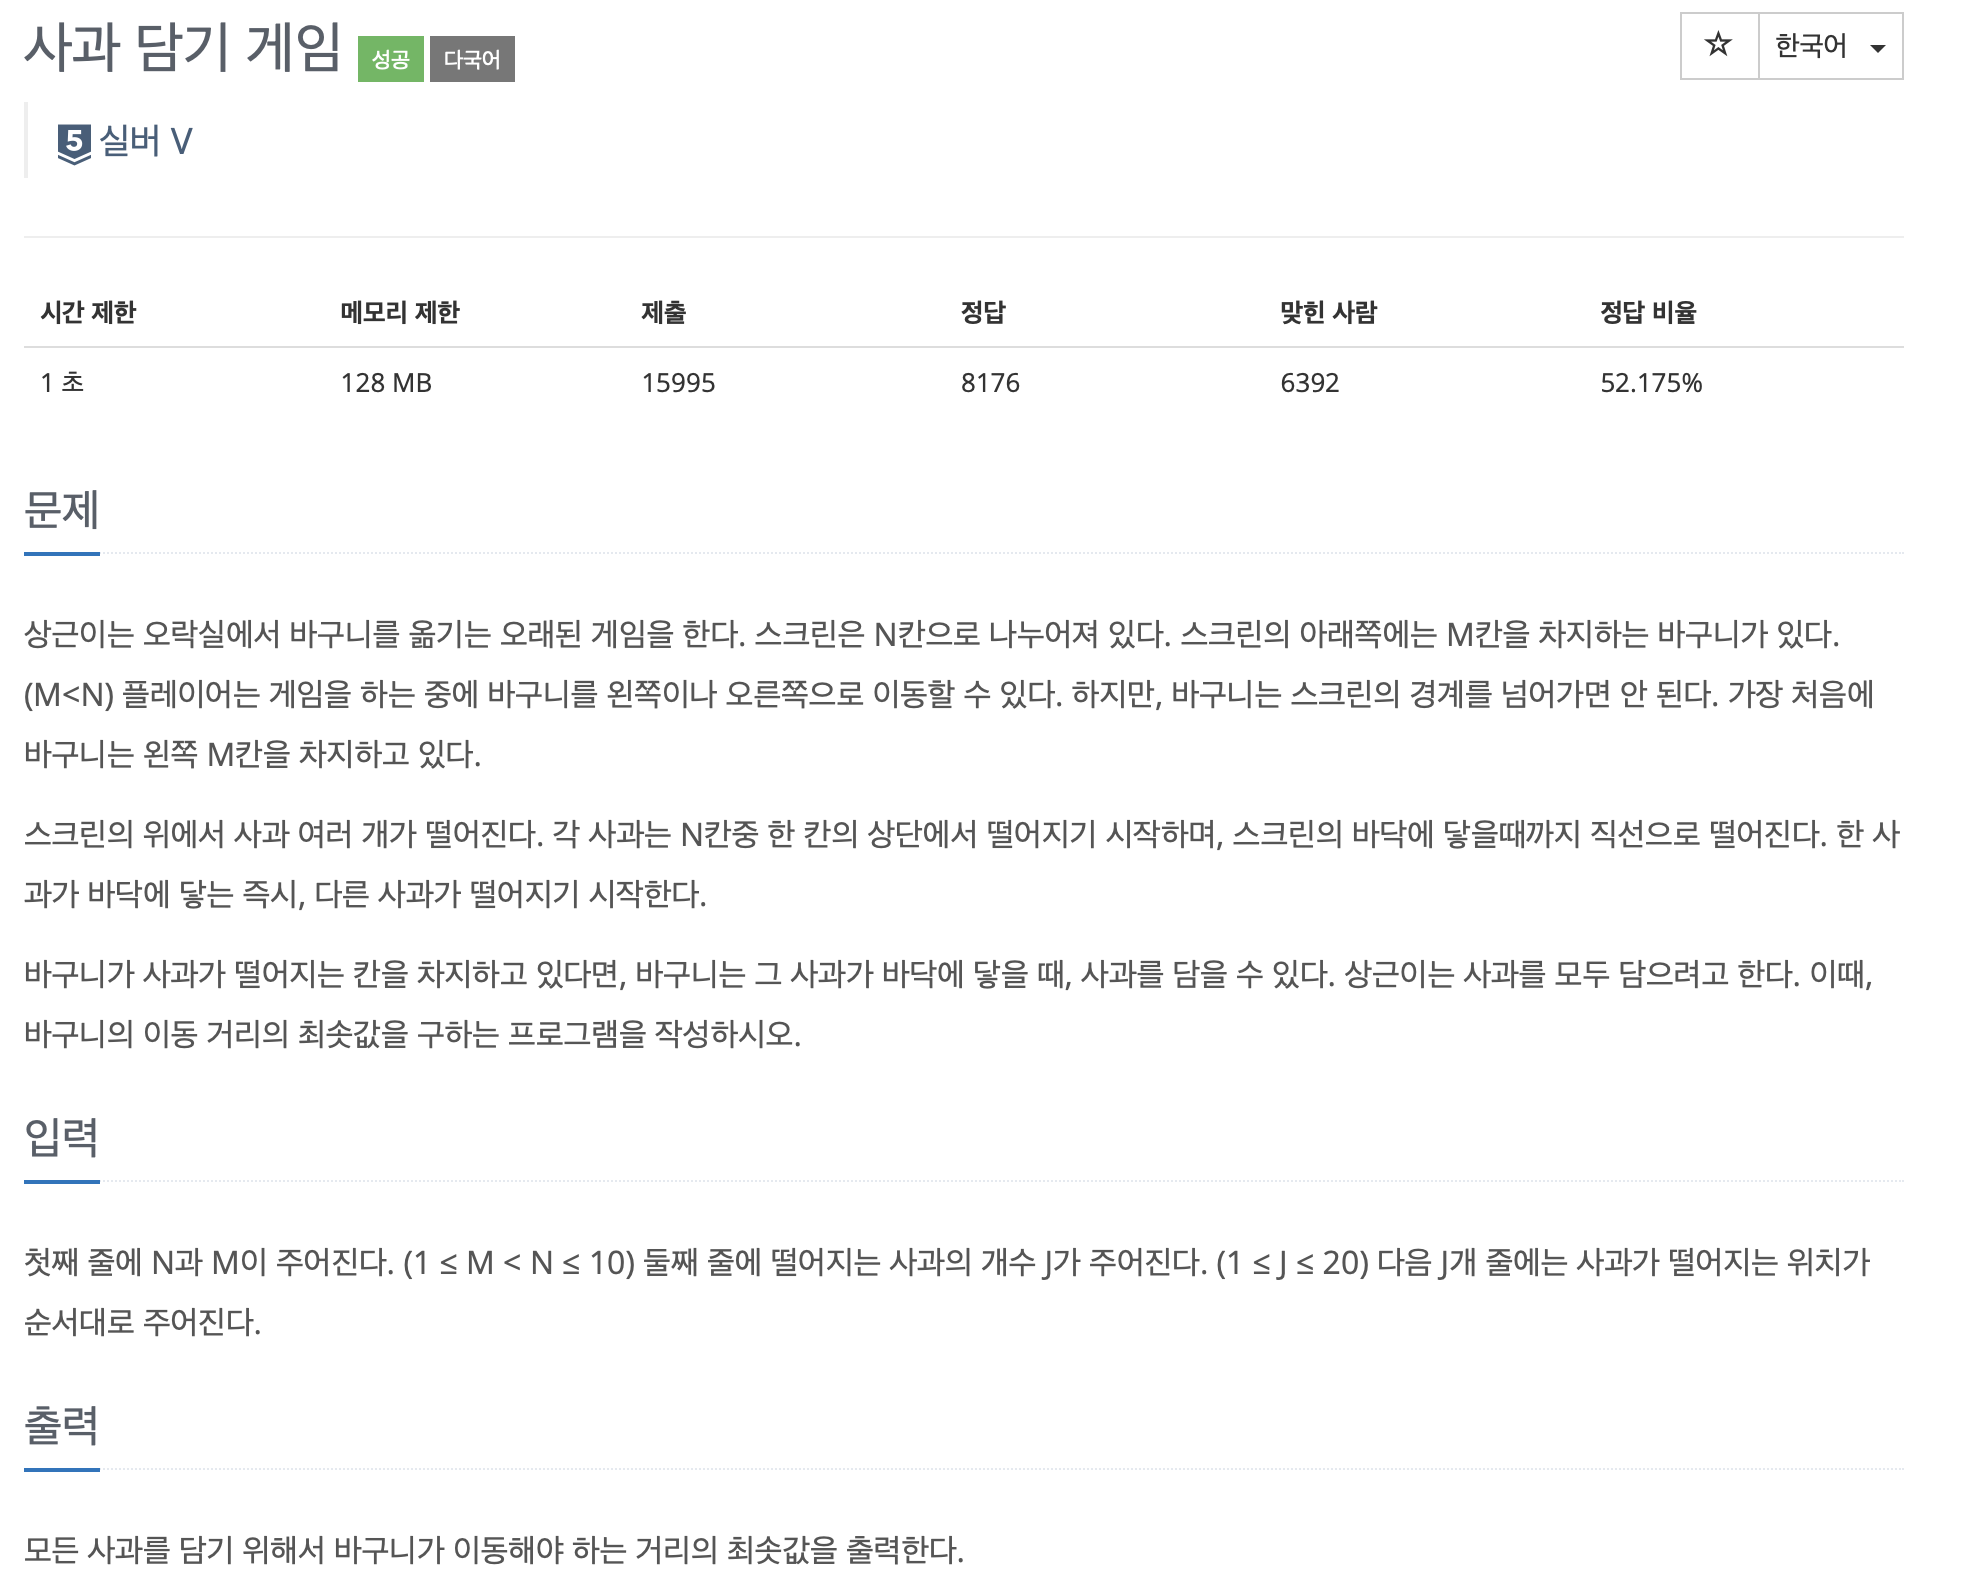 사과 담기 게임 성공 다국어 ☆ 한국어
5 실버 V
시간 제한 메모리 제한 제출 정답 맞힌 사람 정답 비율
1 초 128 MB 15995 8176 6392 52.175%
문제
상근이는 오락실에서 바구니를 옮기는 오래된 게임을 한다. 스크린은 N칸으로 나누어져 있다. 스크린의 아래쪽에는 M칸을 차지하는 바구니가 있다.
(M<N) 플레이어는 게임을 하는 중에 바구니를 왼쪽이나 오른쪽으로 이동할 수 있다. 하지만, 바구니는 스크린의 경계를 넘어가면 안 된다. 가장 처음에
바구니는 왼쪽 M칸을 차지하고 있다.
스크린의 위에서 사과 여러 개가 떨어진다. 각 사과는 N칸중 한 칸의 상단에서 떨어지기 시작하며, 스크린의 바닥에 닿을때까지 직선으로 떨어진다. 한 사
과가 바닥에 닿는 즉시, 다른 사과가 떨어지기 시작한다.
바구니가 사과가 떨어지는 칸을 차지하고 있다면, 바구니는 그 사과가 바닥에 닿을 때, 사과를 담을 수 있다. 상근이는 사과를 모두 담으려고 한다. 이때,
바구니의 이동 거리의 최솟값을 구하는 프로그램을 작성하시오.
입력
첫째 줄에 N과 M이 주어진다. (1 ≤ M < N ≤ 10) 둘째 줄에 떨어지는 사과의 개수 J가 주어진다. (1 ≤ J ≤ 20) 다음 J개 줄에는 사과가 떨어지는 위치가
순서대로 주어진다.
출력
모든 사과를 담기 위해서 바구니가 이동해야 하는 거리의 최솟값을 출력한다.